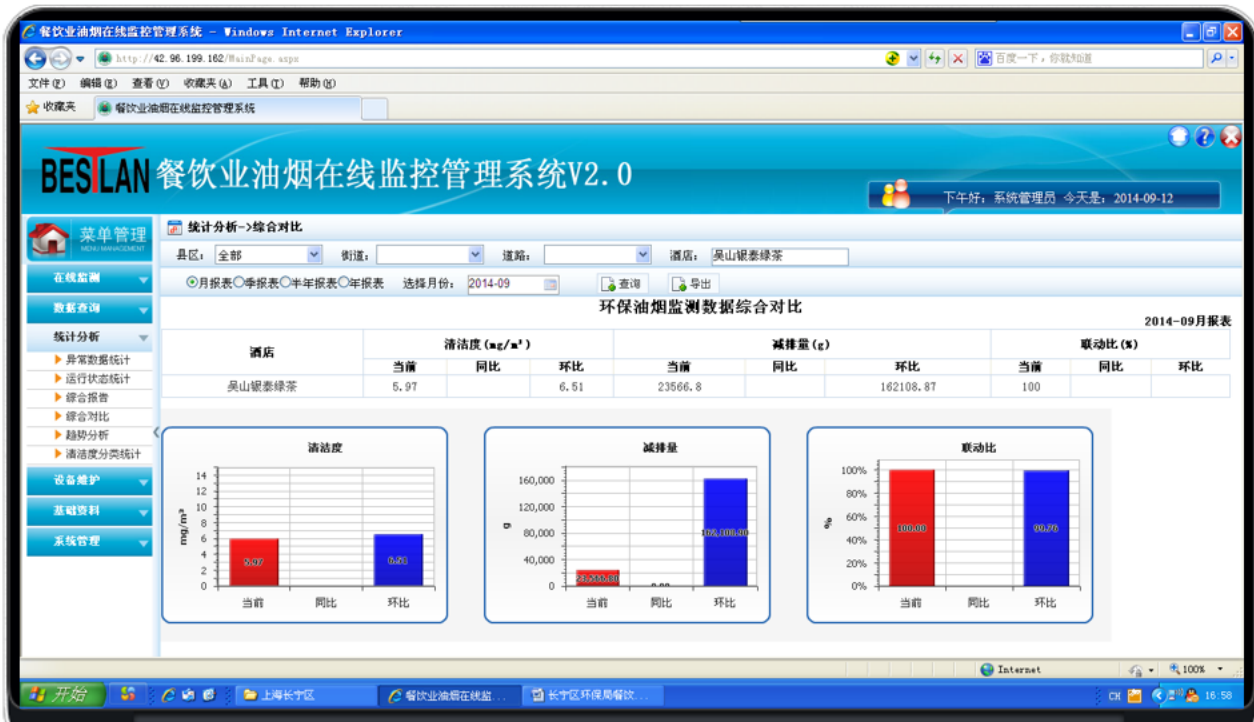 餐饮业油烟在线监控管理系统 - Windows Internet Explorer
http://42.96.199.162/MainPage.aspx
百度一下，你就知道
文件(F) 编辑(E) 查看(V) 收藏夹(A) 工具(T) 帮助(H)
收藏夹 餐饮业油烟在线监控管理系统
BESTLAN 餐饮业油烟在线监控管理系统V2.0
下午好，系统管理员 今天是：2014-09-12
菜单管理
MENU MANAGEMENT
在线监测
数据查询
统计分析
异常数据统计
运行状态统计
综合报告
综合对比
趋势分析
清洁度分类统计
设备维护
基础资料
系统管理
统计分析->综合对比
县区： 全部 街道： 道路： 酒店： 吴山银泰绿茶
月报表 季报表 半年报表 年报表 选择月份： 2014-09 查询 导出
环保油烟监测数据综合对比
2014-09月报表
酒店 清洁度(mg/m³) 减排量(g) 联动比(%)
当前 同比 环比 当前 同比 环比 当前 同比 环比
吴山银泰绿茶 5.97 6.51 23566.8 162108.87 100
清洁度
mg/m³
14
12
10
8
6
4
2
0
5.97
6.51
当前 同比 环比
减排量
g
160,000
120,000
80,000
40,000
0
0.00
当前 同比 环比
联动比
%
100%
80%
60%
40%
20%
0%
100.00
99.76
当前 同比 环比
Internet 100%
开始 上海长宁区 餐饮业油烟在线监... 长宁区环保局餐饮... CH 16:58